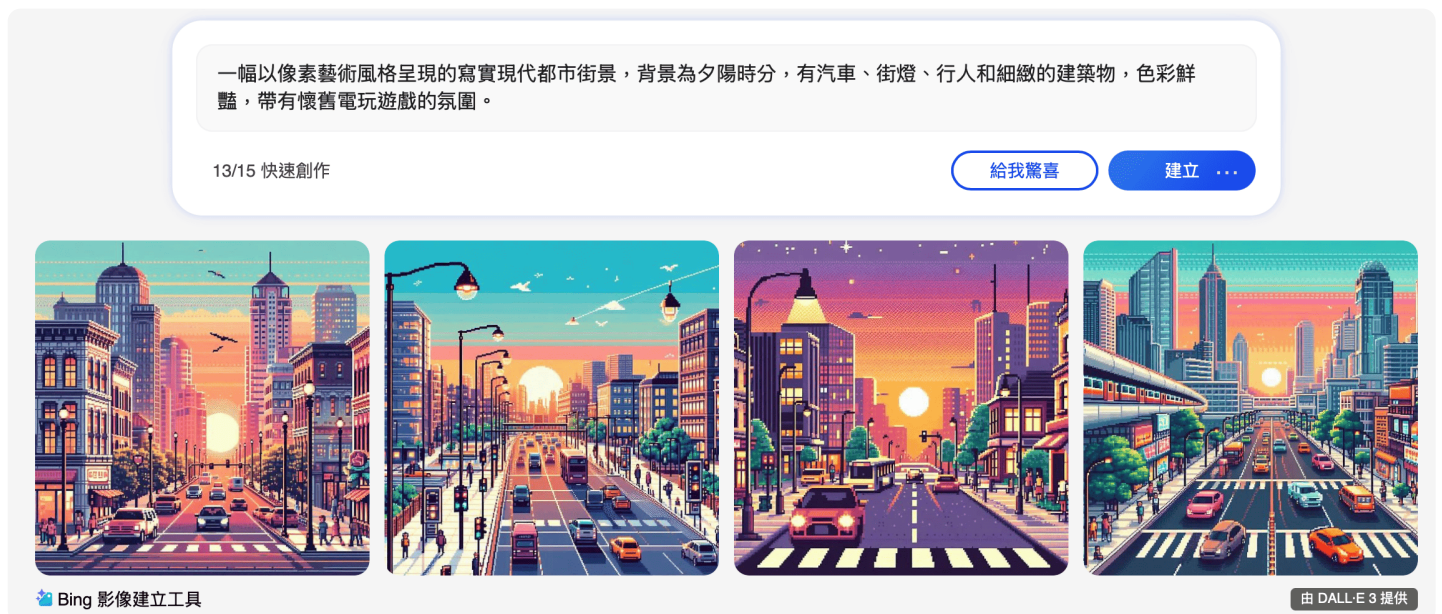 一幅以像素藝術風格呈現的寫實現代都市街景，背景為夕陽時分，有汽車、街燈、行人和細緻的建築物，色彩鮮
豔，帶有懷舊電玩遊戲的氛圍。
13/15 快速創作
給我驚喜
建立 ...
Bing 影像建立工具
由 DALL·E 3 提供